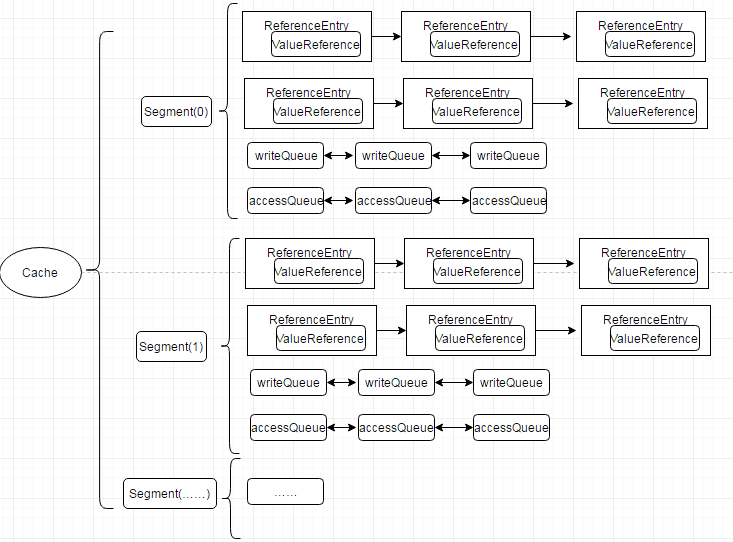 ReferenceEntry ReferenceEntry ReferenceEntry
ValueReference ValueReference ValueReference
ReferenceEntry ReferenceEntry ReferenceEntry
ValueReference ValueReference ValueReference
Segment(0)
writeQueue writeQueue writeQueue
accessQueue accessQueue accessQueue
Cache
ReferenceEntry ReferenceEntry ReferenceEntry
ValueReference ValueReference ValueReference
ReferenceEntry ReferenceEntry ReferenceEntry
ValueReference ValueReference ValueReference
Segment(1)
writeQueue writeQueue writeQueue
accessQueue accessQueue accessQueue
Segment(……)
……